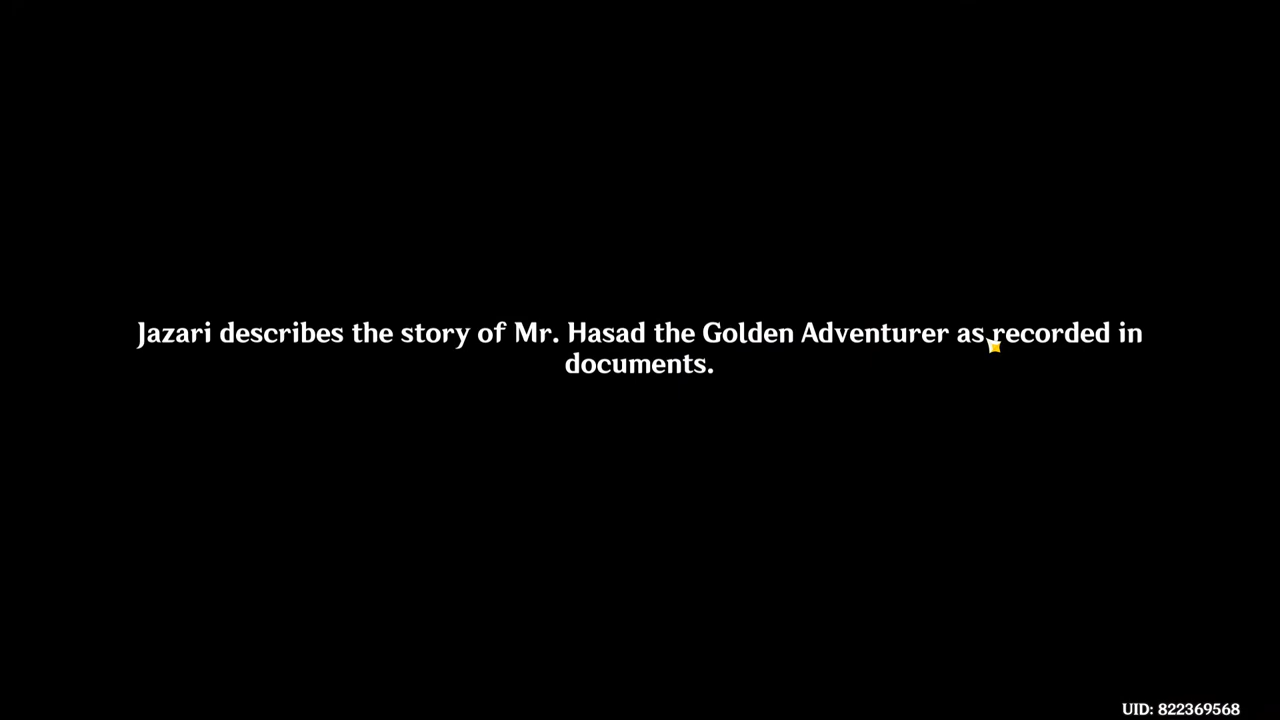 Jazari describes the story of Mr. Hasad the Golden Adventurer as recorded in
documents.
UID: 822369568